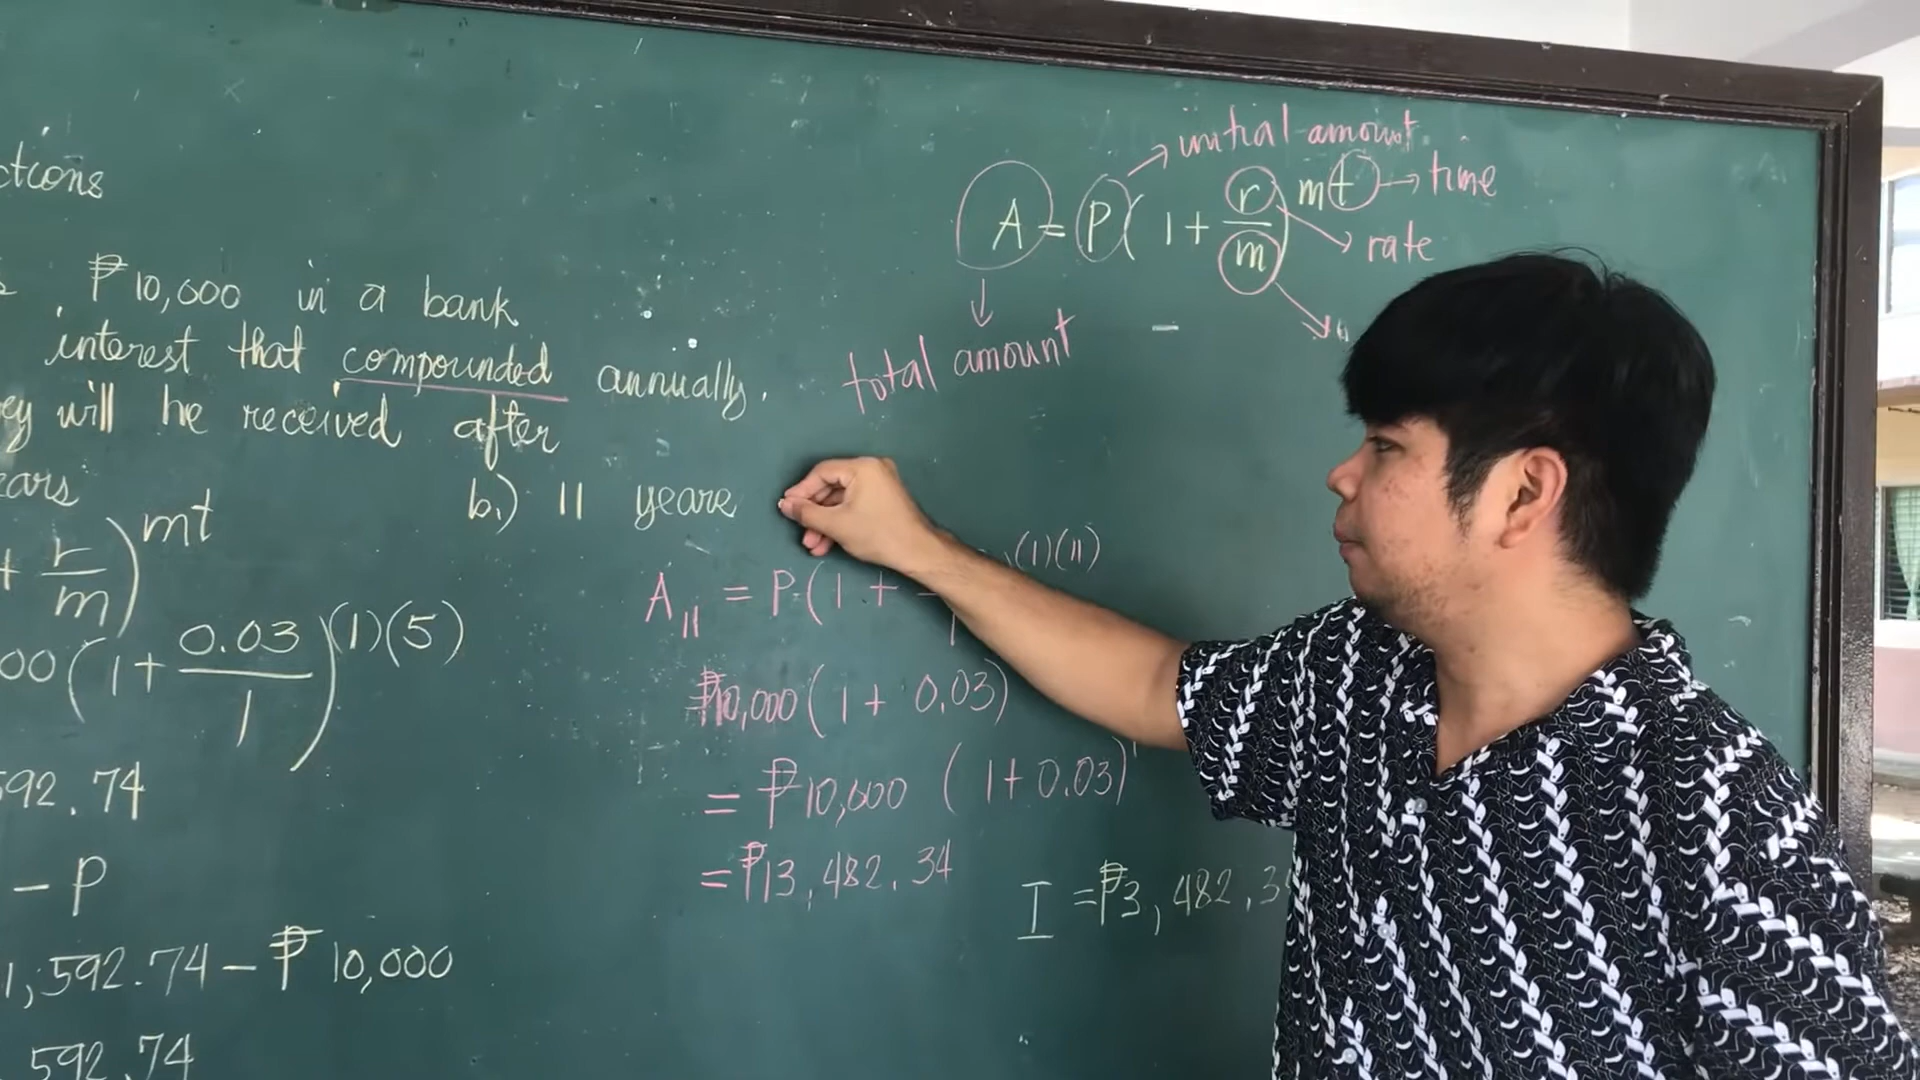 ctions
₱10,000 in a bank
interest that compounded annually.
ey will he received after
ears
b.) 11 years
+ r/m)^mt
00(1 + 0.03/1)^(1)(5)
592.74
- P
1,592.74 - ₱10,000
592.74
A = P(1 + r/m)^mt
initial amount
time
rate
total amount
A₁₁ = P(1 + (1)(11)
₱10,000(1 + 0.03)
= ₱10,000 (1 + 0.03)
= ₱13,482.34
I = ₱3,482.3